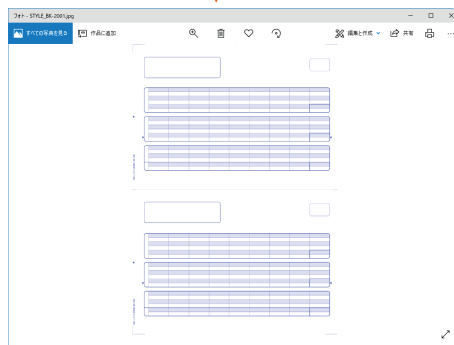 フォト - STYLE_BK-2001.jpg
すべての写真を見る
作品に追加
編集と作成
共有